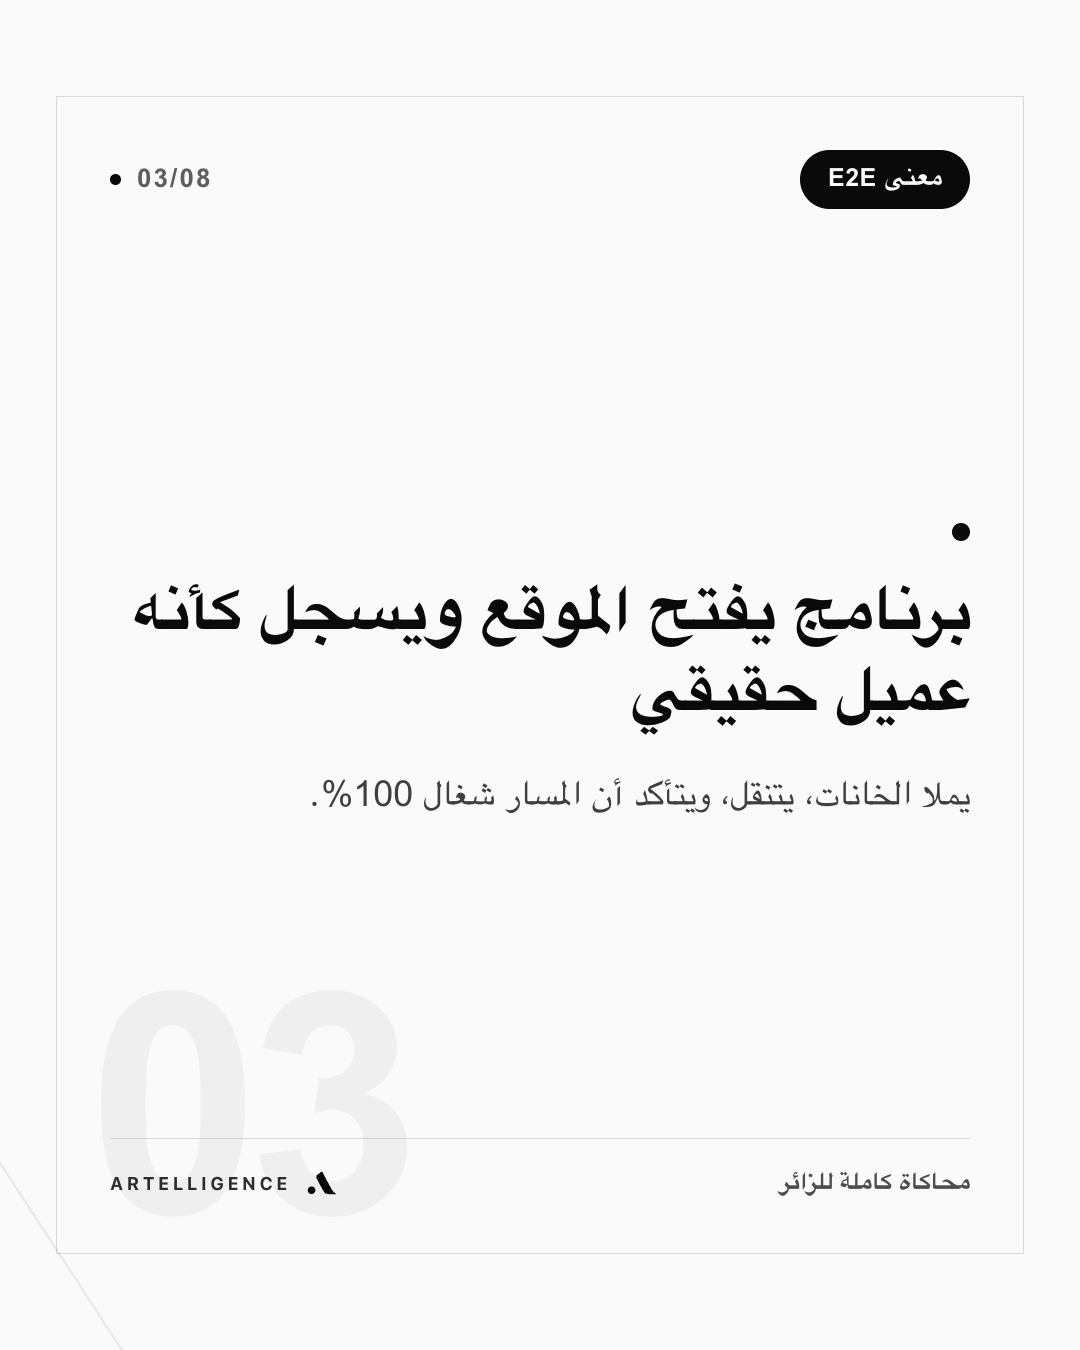 معنى E2E
03/08
برنامج يفتح الموقع ويسجل كأنه
عميل حقيقي
يملا الخانات، يتنقل، ويتأكد أن المسار شغال 100%.
03
محاكاة كاملة للزائر
ARTELLIGENCE